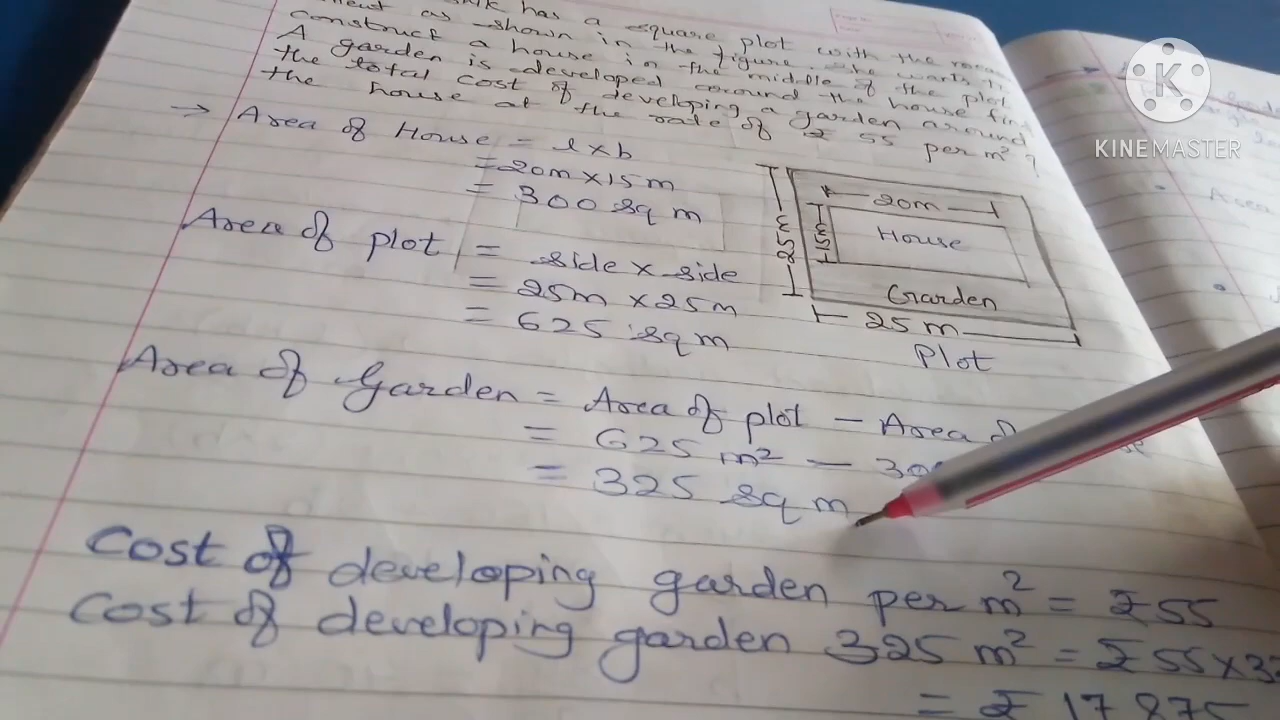 has a square plot with the
as shown in the figure. She wants to
construct a house in the middle of the plot.
A garden is developed around the house find
the total cost of developing a garden around
the house at the rate of ₹ 55 per m² ?
→ Area of House = l x b
= 20m x 15m
= 300 sq m
Area of plot = side x side
= 25m x 25m
= 625 sq m
20m
House
15m
25m
Garden
25 m
Plot
Area of Garden = Area of plot - Area of
= 625 m² -
= 325 sq m
Cost of developing garden per m² = ₹ 55
Cost of developing garden 325 m² = ₹ 55 x
= ₹ 17875
K
KINEMASTER
Area